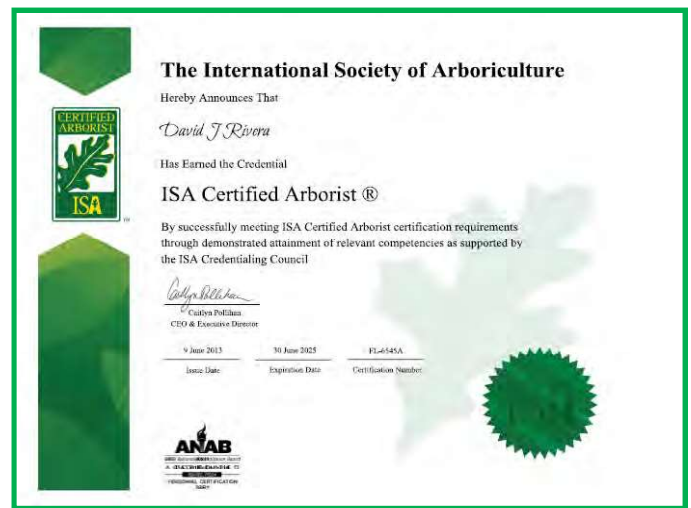 The International Society of Arboriculture
Hereby Announces That
CERTIFIED
ARBORIST
ISA
™
David J Rivera
Has Earned the Credential
ISA Certified Arborist ®
By successfully meeting ISA Certified Arborist certification requirements
through demonstrated attainment of relevant competencies as supported by
the ISA Credentialing Council
Caitlyn Pollihan
Caitlyn Pollihan
CEO & Executive Director
9 June 2013 30 June 2025 FL-6545A
Issue Date Expiration Date Certification Number
ANAB
PERSONNEL CERTIFICATION